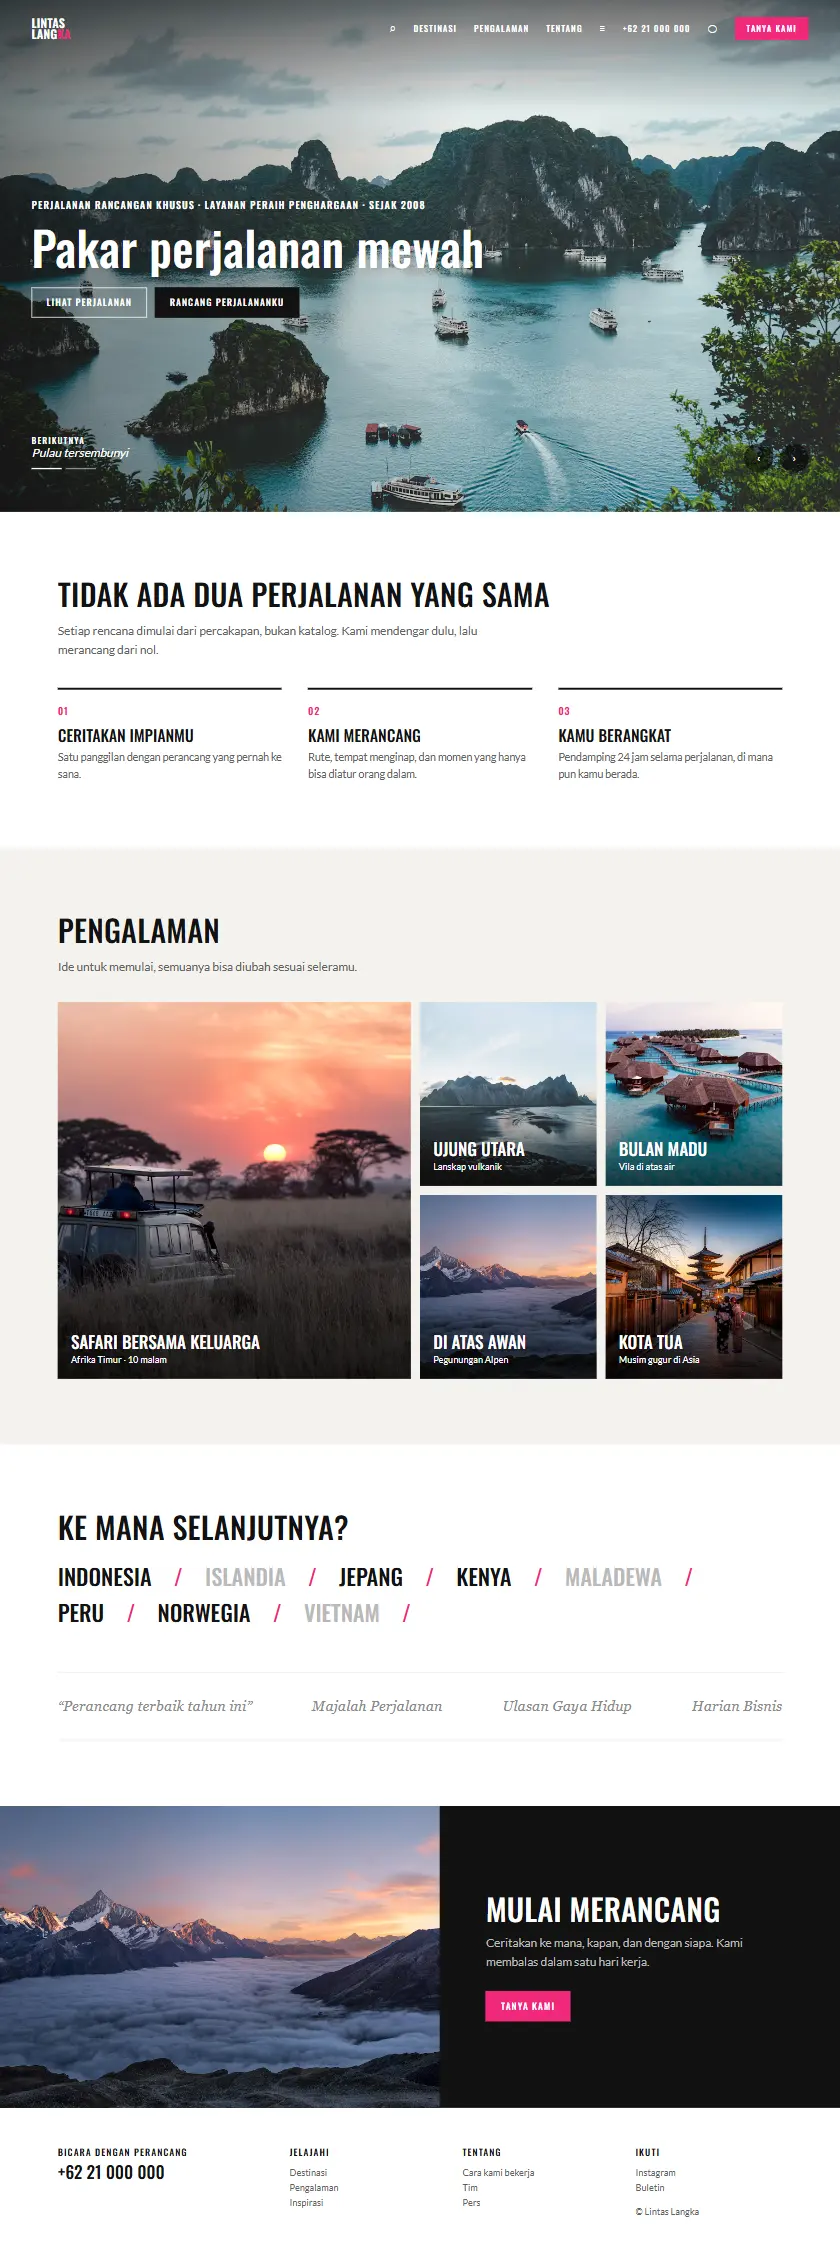 LINTAS
LANGKA
DESTINASI
PENGALAMAN
TENTANG
+62 21 000 000
TANYA KAMI
PERJALANAN RANCANGAN KHUSUS · LAYANAN PERAIH PENGHARGAAN · SEJAK 2008
Pakar perjalanan mewah
LIHAT PERJALANAN
RANCANG PERJALANANKU
BERIKUTNYA
Pulau tersembunyi
‹ ›
TIDAK ADA DUA PERJALANAN YANG SAMA
Setiap rencana dimulai dari percakapan, bukan katalog. Kami mendengar dulu, lalu
merancang dari nol.
01
CERITAKAN IMPIANMU
Satu panggilan dengan perancang yang pernah ke
sana.
02
KAMI MERANCANG
Rute, tempat menginap, dan momen yang hanya
bisa diatur orang dalam.
03
KAMU BERANGKAT
Pendamping 24 jam selama perjalanan, di mana
pun kamu berada.
PENGALAMAN
Ide untuk memulai, semuanya bisa diubah sesuai seleramu.
SAFARI BERSAMA KELUARGA
Afrika Timur · 10 malam
UJUNG UTARA
Lanskap vulkanik
BULAN MADU
Vila di atas air
DI ATAS AWAN
Pegunungan Alpen
KOTA TUA
Musim gugur di Asia
KE MANA SELANJUTNYA?
INDONESIA / ISLANDIA / JEPANG / KENYA / MALADEWA /
PERU / NORWEGIA / VIETNAM /
“Perancang terbaik tahun ini”
Majalah Perjalanan
Ulasan Gaya Hidup
Harian Bisnis
MULAI MERANCANG
Ceritakan ke mana, kapan, dan dengan siapa. Kami
membalas dalam satu hari kerja.
TANYA KAMI
BICARA DENGAN PERANCANG
+62 21 000 000
JELAJAHI
Destinasi
Pengalaman
Inspirasi
TENTANG
Cara kami bekerja
Tim
Pers
IKUTI
Instagram
Buletin
© Lintas Langka